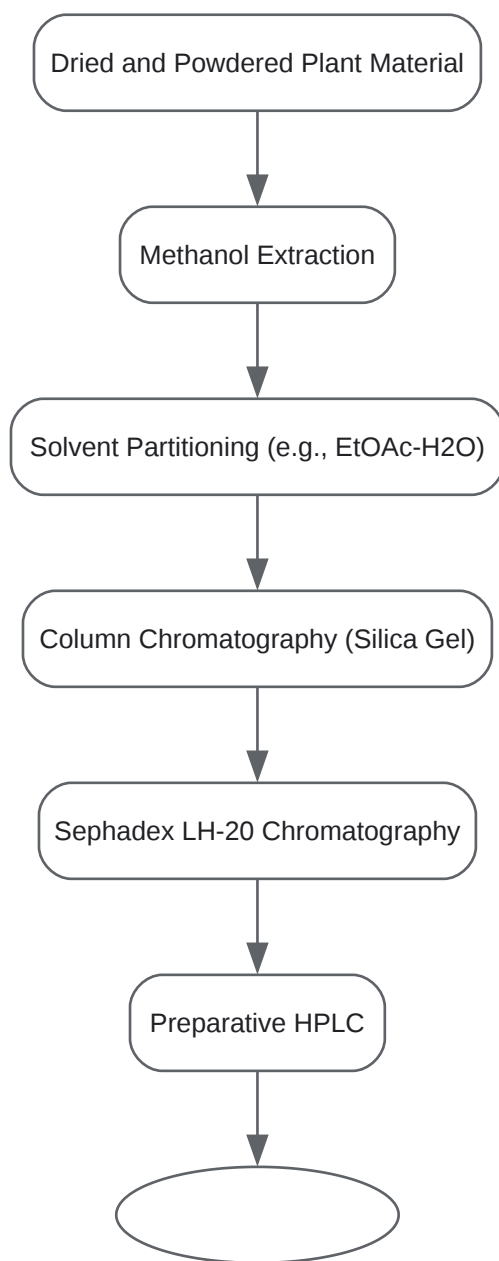 Dried and Powdered Plant Material
Methanol Extraction
Solvent Partitioning (e.g., EtOAc-H2O)
Column Chromatography (Silica Gel)
Sephadex LH-20 Chromatography
Preparative HPLC